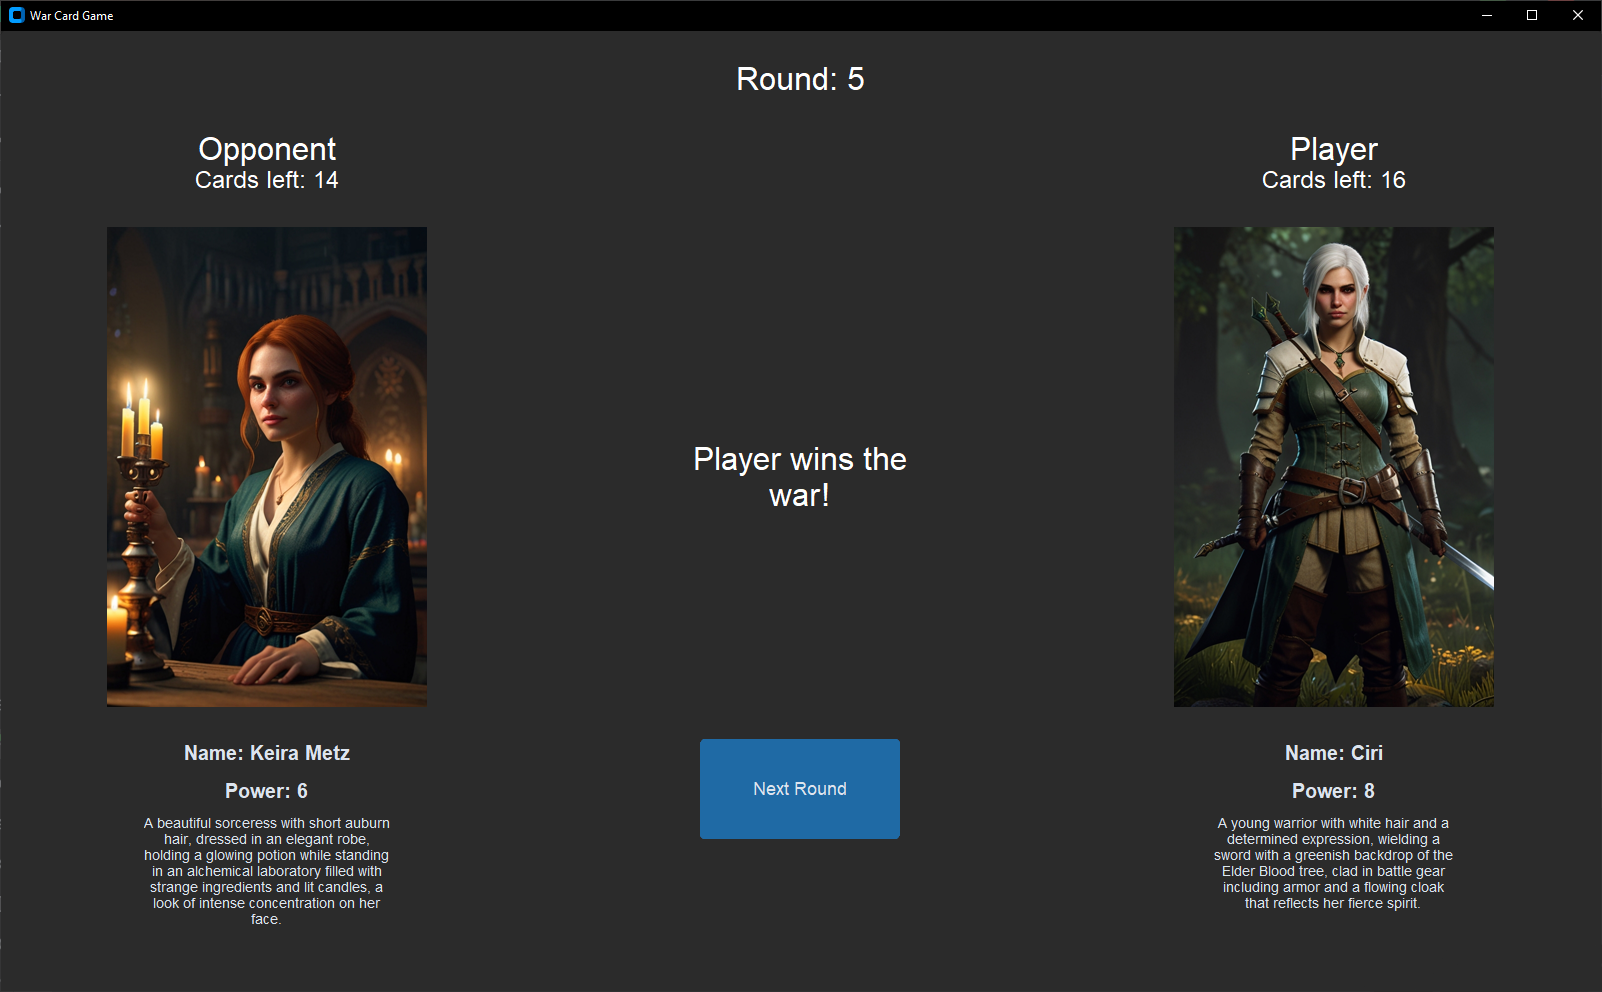 War Card Game
Round: 5
Opponent
Cards left: 14
Player
Cards left: 16
Player wins the
war!
Name: Keira Metz
Power: 6
A beautiful sorceress with short auburn
hair, dressed in an elegant robe,
holding a glowing potion while standing
in an alchemical laboratory filled with
strange ingredients and lit candles, a
look of intense concentration on her
face.
Next Round
Name: Ciri
Power: 8
A young warrior with white hair and a
determined expression, wielding a
sword with a greenish backdrop of the
Elder Blood tree, clad in battle gear
including armor and a flowing cloak
that reflects her fierce spirit.